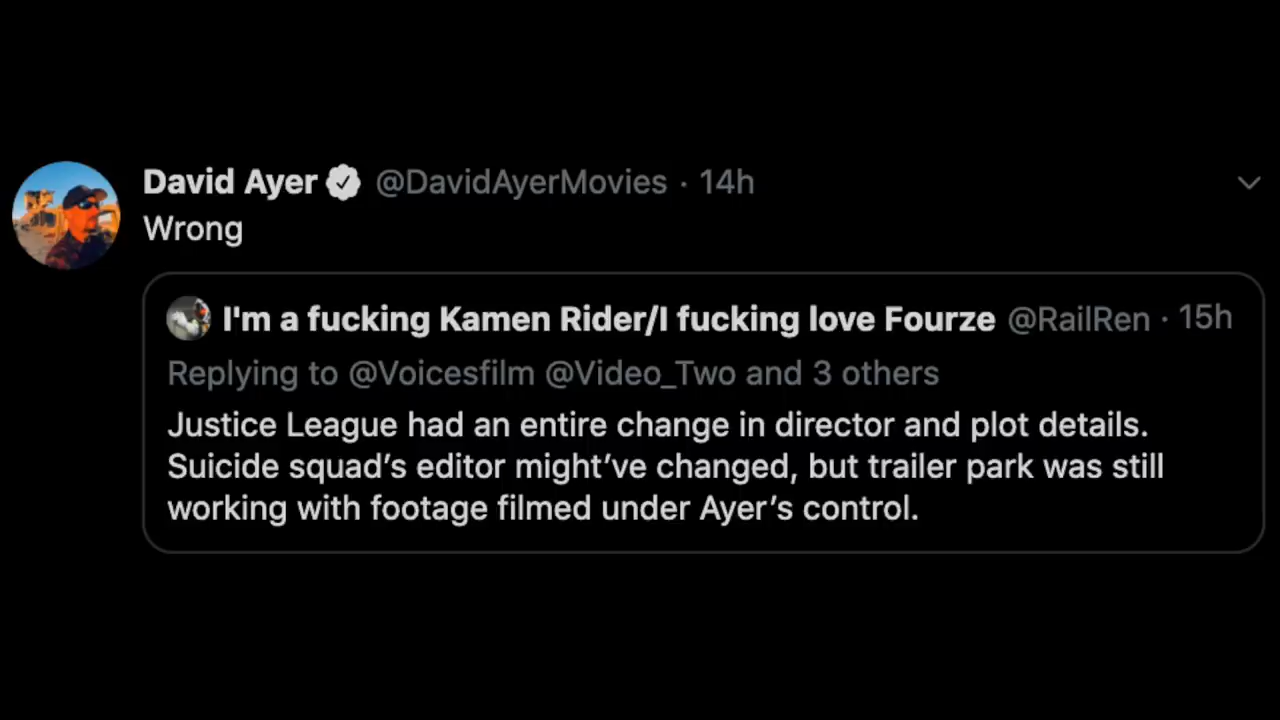 David Ayer @DavidAyerMovies · 14h
Wrong
I'm a fucking Kamen Rider/I fucking love Fourze @RailRen · 15h
Replying to @Voicesfilm @Video_Two and 3 others
Justice League had an entire change in director and plot details.
Suicide squad’s editor might’ve changed, but trailer park was still
working with footage filmed under Ayer’s control.